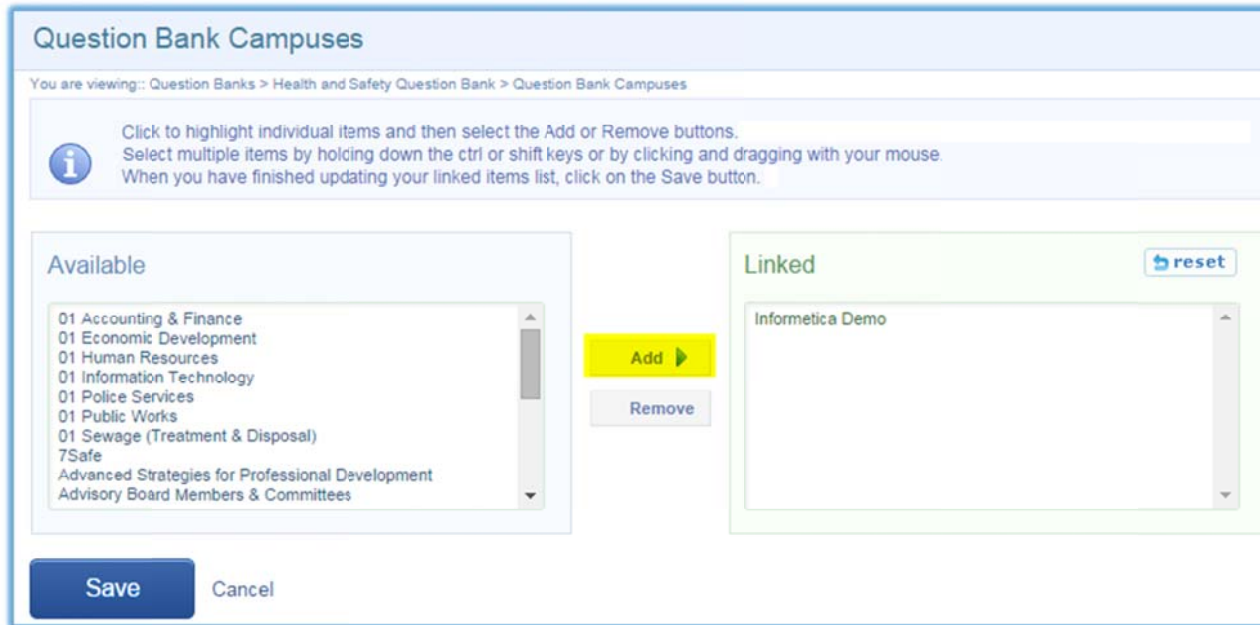 Question Bank Campuses
You are viewing:: Question Banks > Health and Safety Question Bank > Question Bank Campuses
Click to highlight individual items and then select the Add or Remove buttons.
Select multiple items by holding down the ctrl or shift keys or by clicking and dragging with your mouse.
When you have finished updating your linked items list, click on the Save button.
Available
01 Accounting & Finance
01 Economic Development
01 Human Resources
01 Information Technology
01 Police Services
01 Public Works
01 Sewage (Treatment & Disposal)
7Safe
Advanced Strategies for Professional Development
Advisory Board Members & Committees
Add
Remove
Linked
reset
Informetica Demo
Save
Cancel